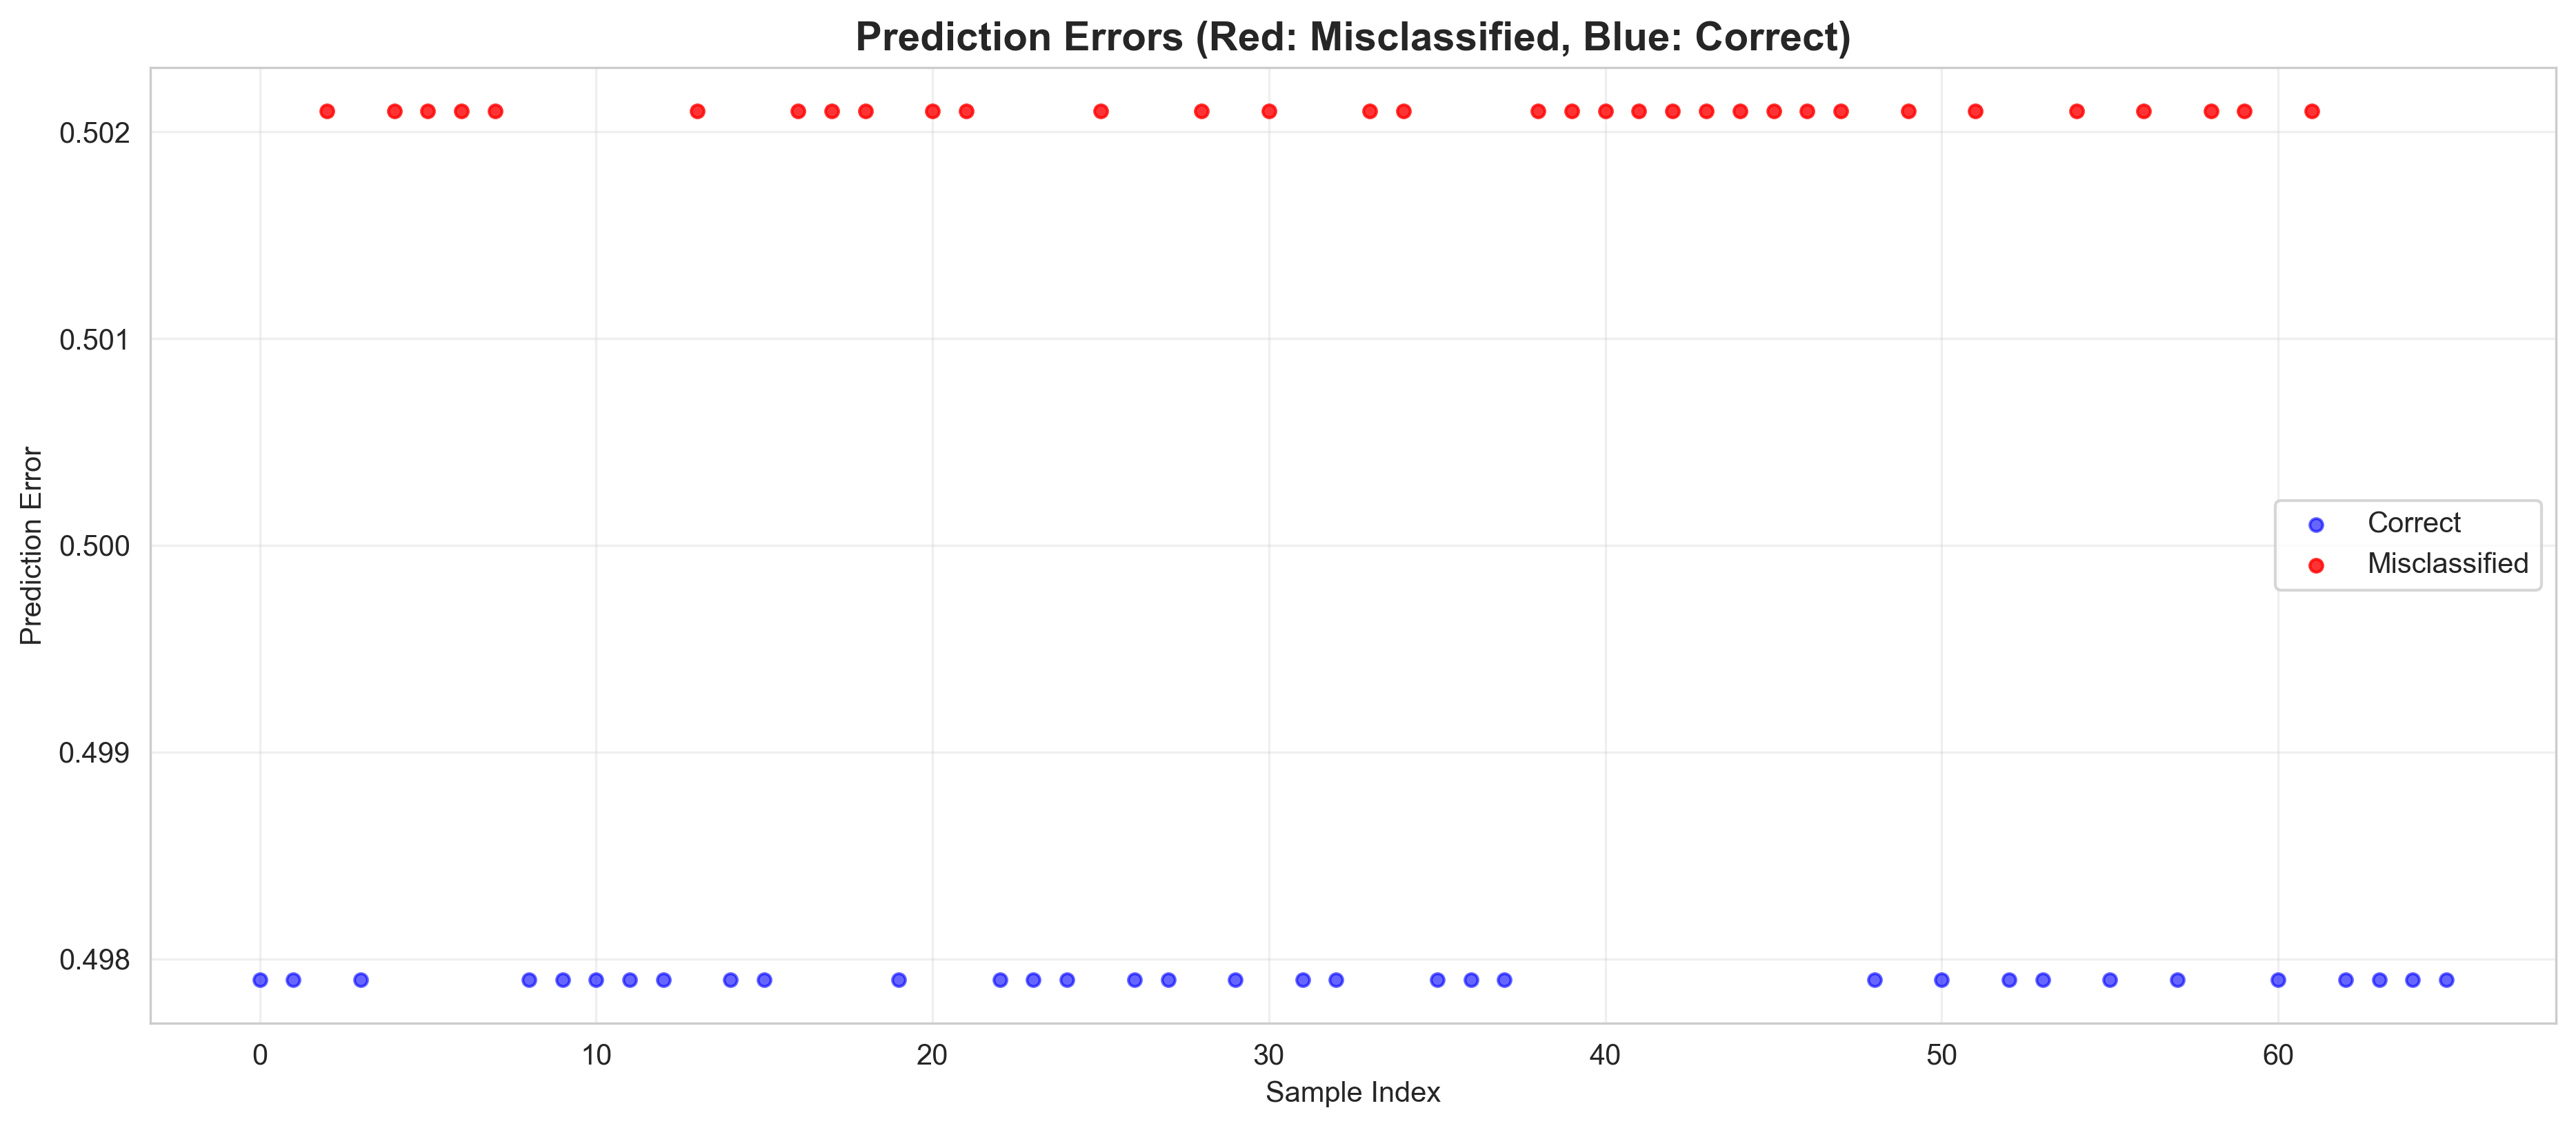 Prediction Errors (Red: Misclassified, Blue: Correct)
Prediction Error
0.502
0.501
0.500
0.499
0.498
Correct
Misclassified
0 10 20 30 40 50 60
Sample Index